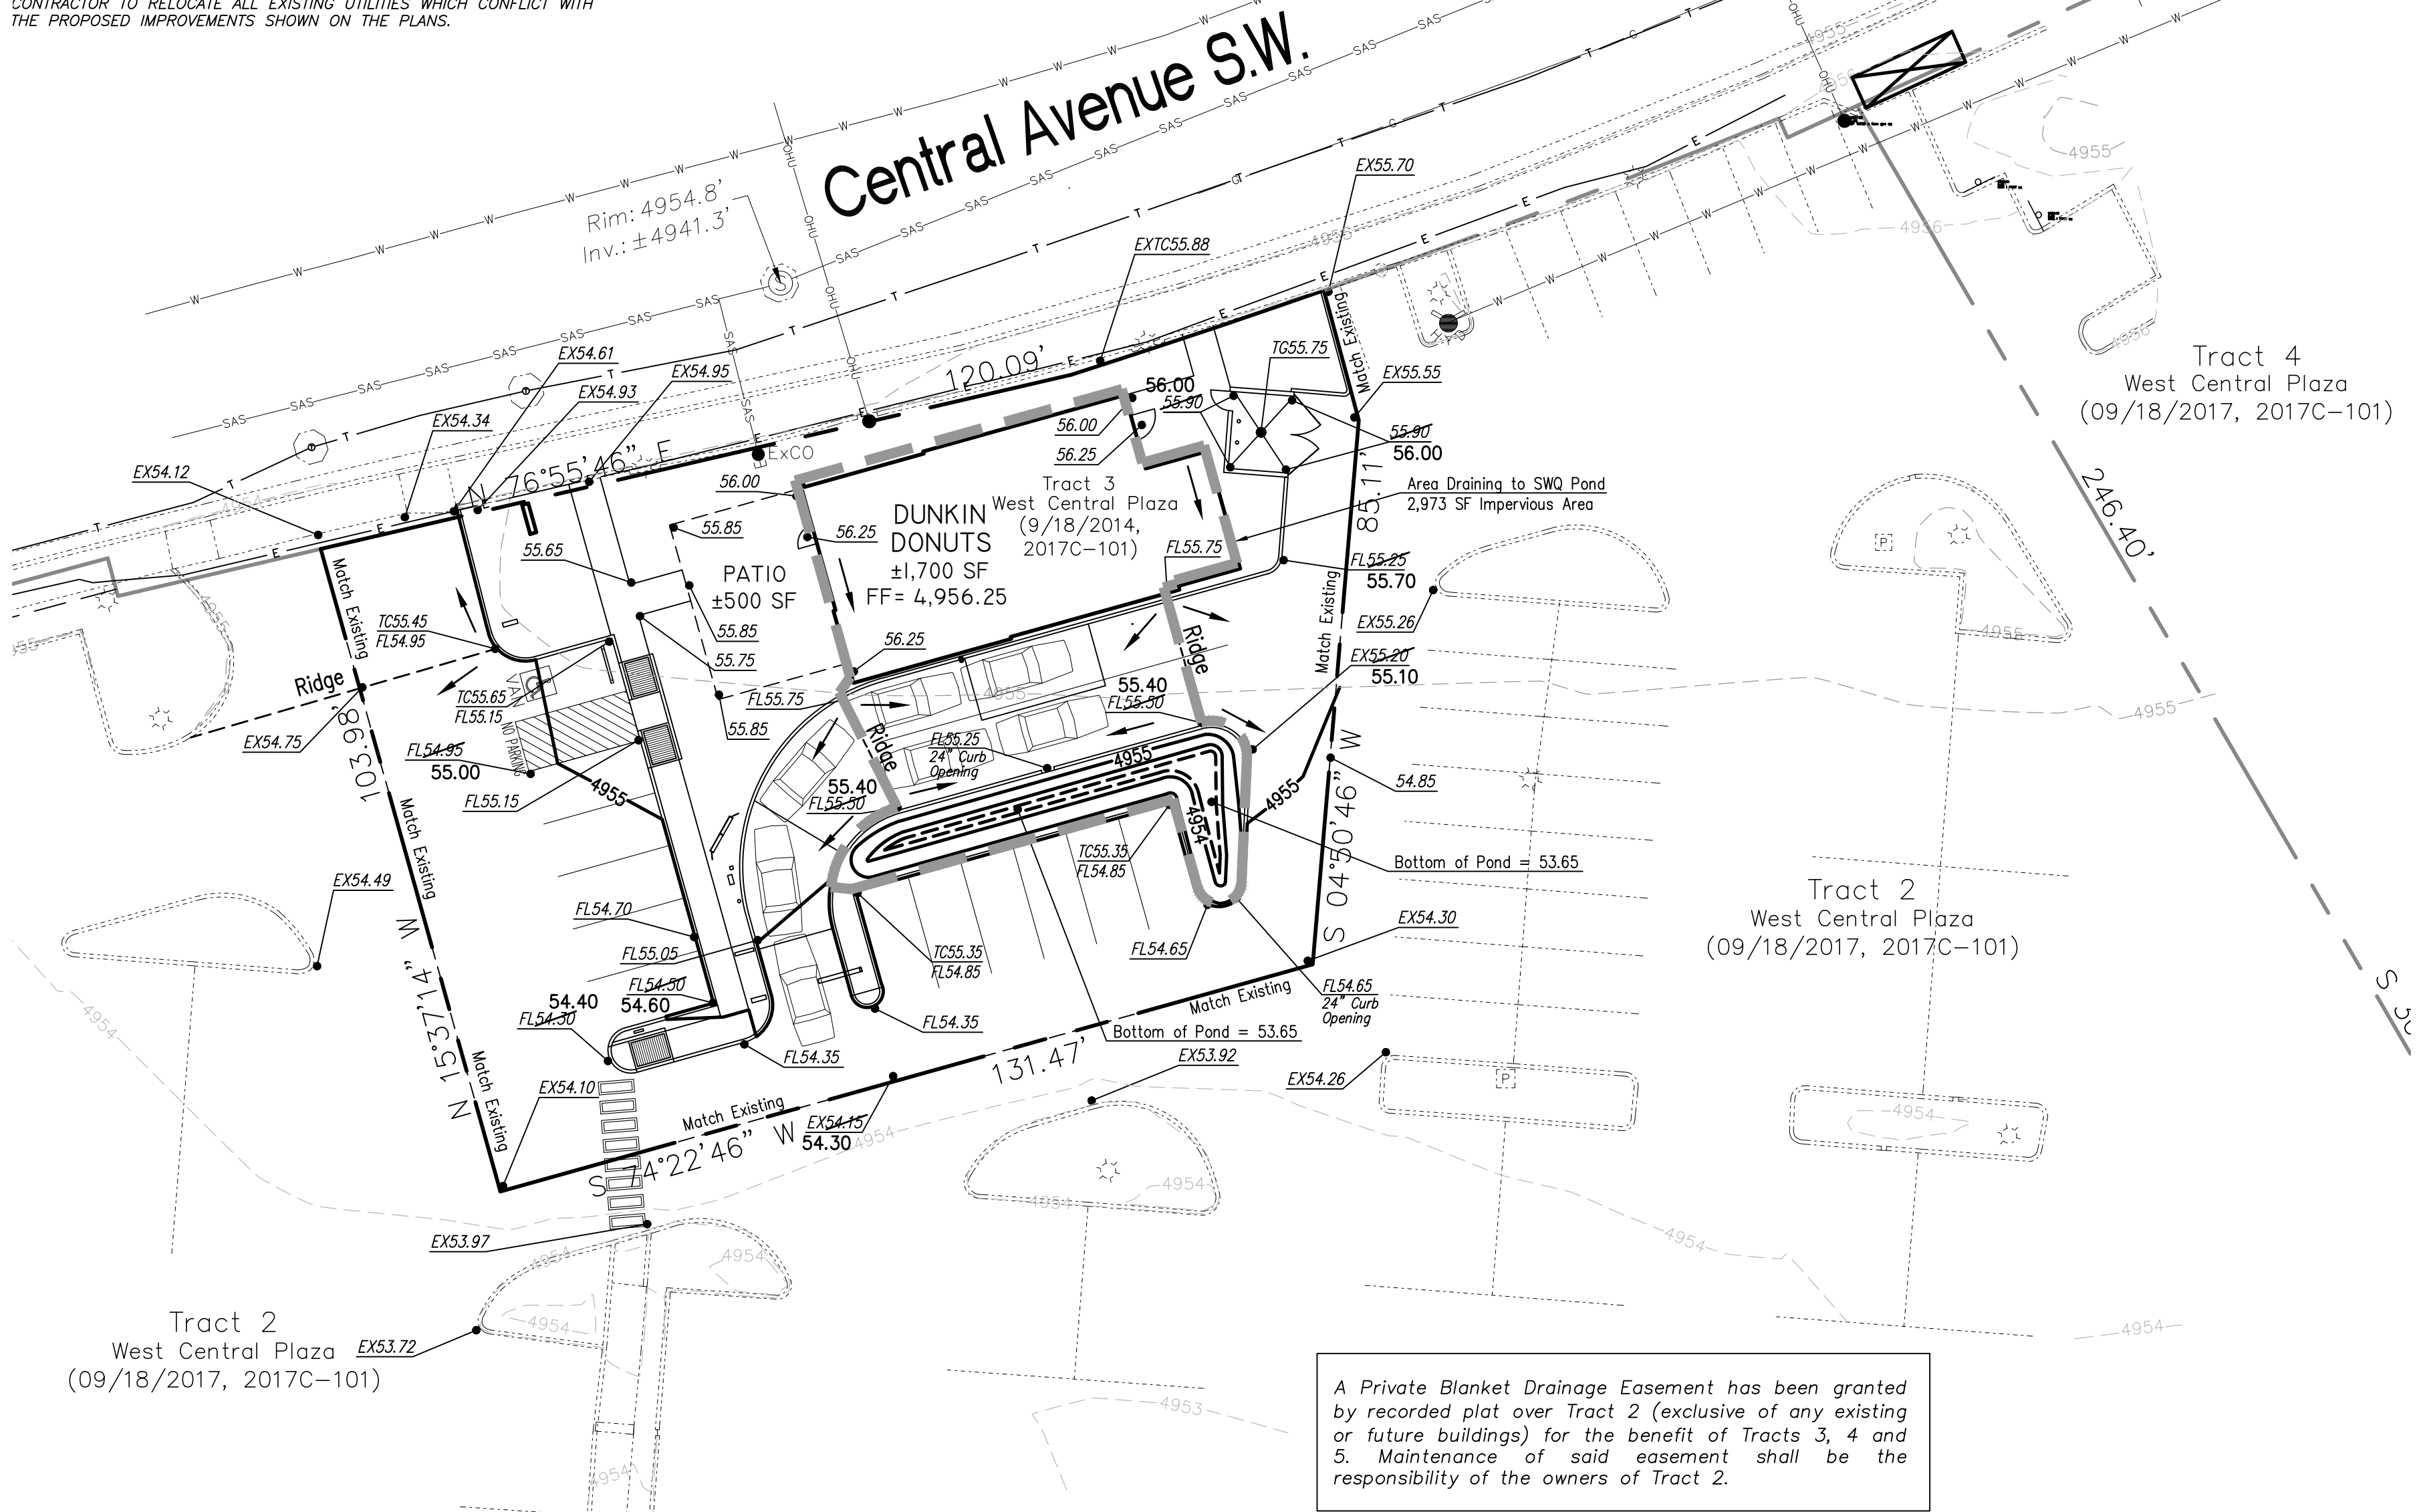 CONTRACTOR TO RELOCATE ALL EXISTING UTILITIES WHICH CONFLICT WITH
THE PROPOSED IMPROVEMENTS SHOWN ON THE PLANS.
Central Avenue S.W.
Rim: 4954.8'
Inv.: ±4941.3'
EX55.70
EXTC55.88
4955
4955
4956
4955
4956
4956
Tract 4
West Central Plaza
(09/18/2017, 2017C-101)
246.40'
EX54.61
EX54.93
EX54.95
EX54.34
EX54.12
120.09'
N 76°55'46" E
ExCO
TG55.75
Match Existing
EX55.55
56.00
55.90
56.00
56.25
55.90
56.00
85.11'
Area Draining to SWQ Pond
2,973 SF Impervious Area
Tract 3
West Central Plaza
(9/18/2014,
2017C-101)
DUNKIN
DONUTS
±1,700 SF
FF= 4,956.25
56.00
55.85
56.25
55.65
PATIO
±500 SF
FL55.75
FL55.25
55.70
55.85
55.75
56.25
55.85
4954
4955
4955
Match Existing
TC55.45
FL54.95
Ridge
TC55.65
FL55.15
VAN
NO PARKING
EX54.75
FL54.95
55.00
FL55.15
4955
103.98'
Match Existing
N 15°37'14" W
Match Existing
FL55.75
Ridge
Ridge
4955
55.40
FL55.50
55.40
FL55.50
FL55.25
24" Curb
Opening
4955
4954
4955
Match Existing
EX55.26
EX55.20
55.10
54.85
S 04°50'46" W
Bottom of Pond = 53.65
TC55.35
FL54.85
TC55.35
FL54.85
FL54.65
FL54.65
24" Curb
Opening
EX54.30
EX54.49
FL54.70
FL55.05
FL54.50
54.60
54.40
FL54.30
FL54.35
FL54.35
Bottom of Pond = 53.65
Match Existing
131.47'
EX53.92
EX54.26
P
P
EX54.10
Match Existing
S 74°22'46" W
EX54.15
54.30
4954
4954
EX53.97
EX53.72
4955
4955
Tract 2
West Central Plaza
(09/18/2017, 2017C-101)
4954
4954
4954
4954
4954
4954
4954
4954
4954
4953
4954
Tract 2
West Central Plaza
(09/18/2017, 2017C-101)
A Private Blanket Drainage Easement has been granted
by recorded plat over Tract 2 (exclusive of any existing
or future buildings) for the benefit of Tracts 3, 4 and
5. Maintenance of said easement shall be the
responsibility of the owners of Tract 2.